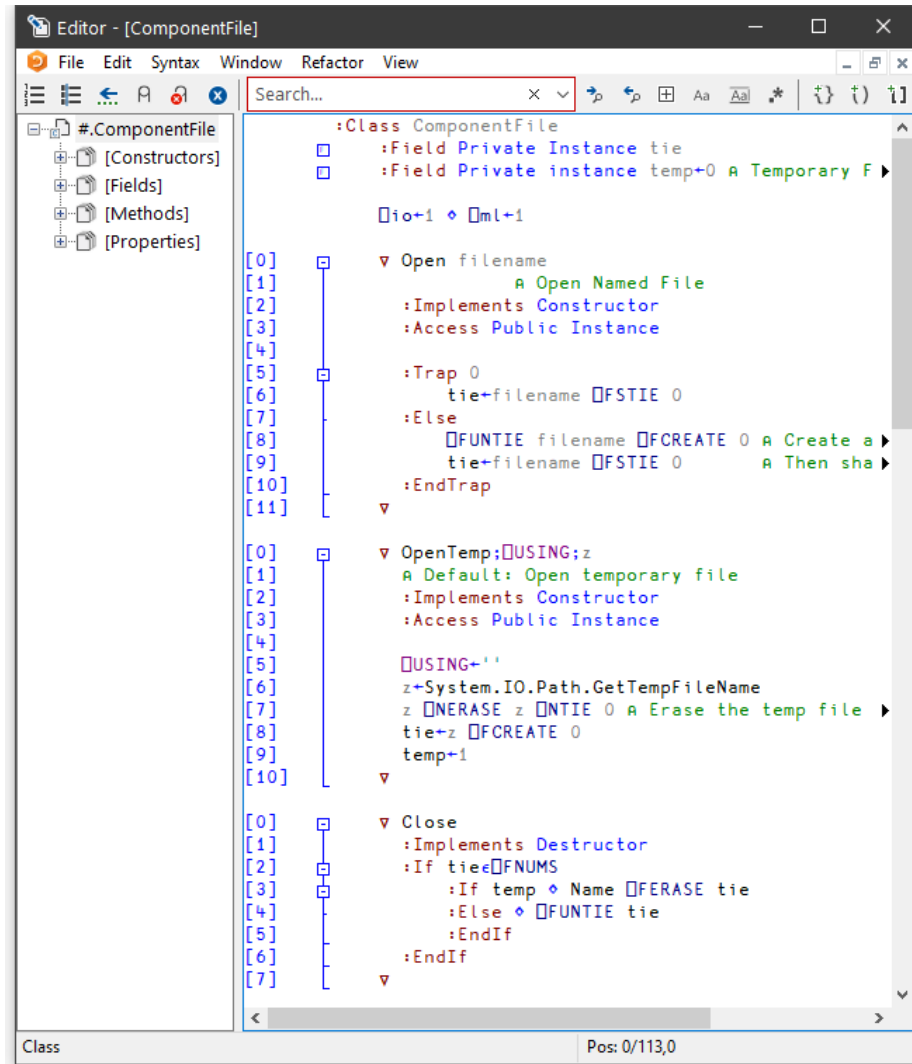 Editor - [ComponentFile]
File Edit Syntax Window Refactor View
Search...
#.ComponentFile
[Constructors]
[Fields]
[Methods]
[Properties]
:Class ComponentFile
:Field Private Instance tie
:Field Private instance temp←0 ⍝ Temporary F
⎕io←1 ⋄ ⎕ml←1
[0] ∇ Open filename
[1] ⍝ Open Named File
[2] :Implements Constructor
[3] :Access Public Instance
[4]
[5] :Trap 0
[6] tie←filename ⎕FSTIE 0
[7] :Else
[8] ⎕FUNTIE filename ⎕FCREATE 0 ⍝ Create a
[9] tie←filename ⎕FSTIE 0 ⍝ Then sha
[10] :EndTrap
[11] ∇
[0] ∇ OpenTemp;⎕USING;z
[1] ⍝ Default: Open temporary file
[2] :Implements Constructor
[3] :Access Public Instance
[4]
[5] ⎕USING←''
[6] z←System.IO.Path.GetTempFileName
[7] z ⎕NERASE z ⎕NTIE 0 ⍝ Erase the temp file
[8] tie←z ⎕FCREATE 0
[9] temp←1
[10] ∇
[0] ∇ Close
[1] :Implements Destructor
[2] :If tie∊⎕FNUMS
[3] :If temp ⋄ Name ⎕FERASE tie
[4] :Else ⋄ ⎕FUNTIE tie
[5] :EndIf
[6] :EndIf
[7] ∇
Class
Pos: 0/113,0